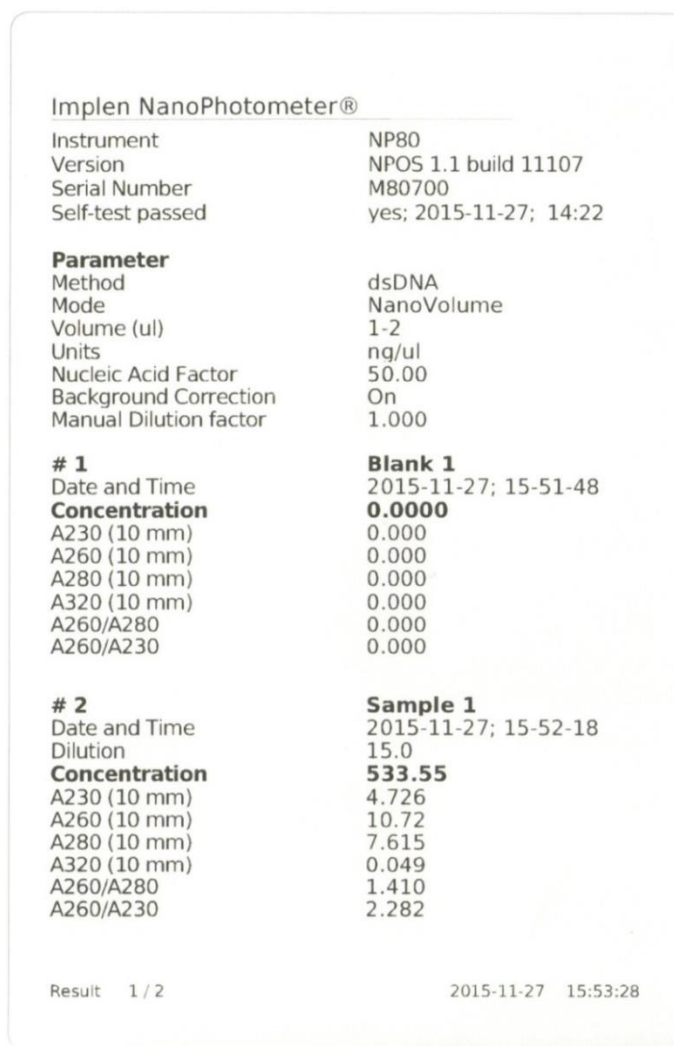 Implen NanoPhotometer®
Instrument NP80
Version NPOS 1.1 build 11107
Serial Number M80700
Self-test passed yes; 2015-11-27; 14:22
Parameter
Method dsDNA
Mode NanoVolume
Volume (ul) 1-2
Units ng/ul
Nucleic Acid Factor 50.00
Background Correction On
Manual Dilution factor 1.000
# 1 Blank 1
Date and Time 2015-11-27; 15-51-48
Concentration 0.0000
A230 (10 mm) 0.000
A260 (10 mm) 0.000
A280 (10 mm) 0.000
A320 (10 mm) 0.000
A260/A280 0.000
A260/A230 0.000
# 2 Sample 1
Date and Time 2015-11-27; 15-52-18
Dilution 15.0
Concentration 533.55
A230 (10 mm) 4.726
A260 (10 mm) 10.72
A280 (10 mm) 7.615
A320 (10 mm) 0.049
A260/A280 1.410
A260/A230 2.282
Result 1 / 2 2015-11-27 15:53:28